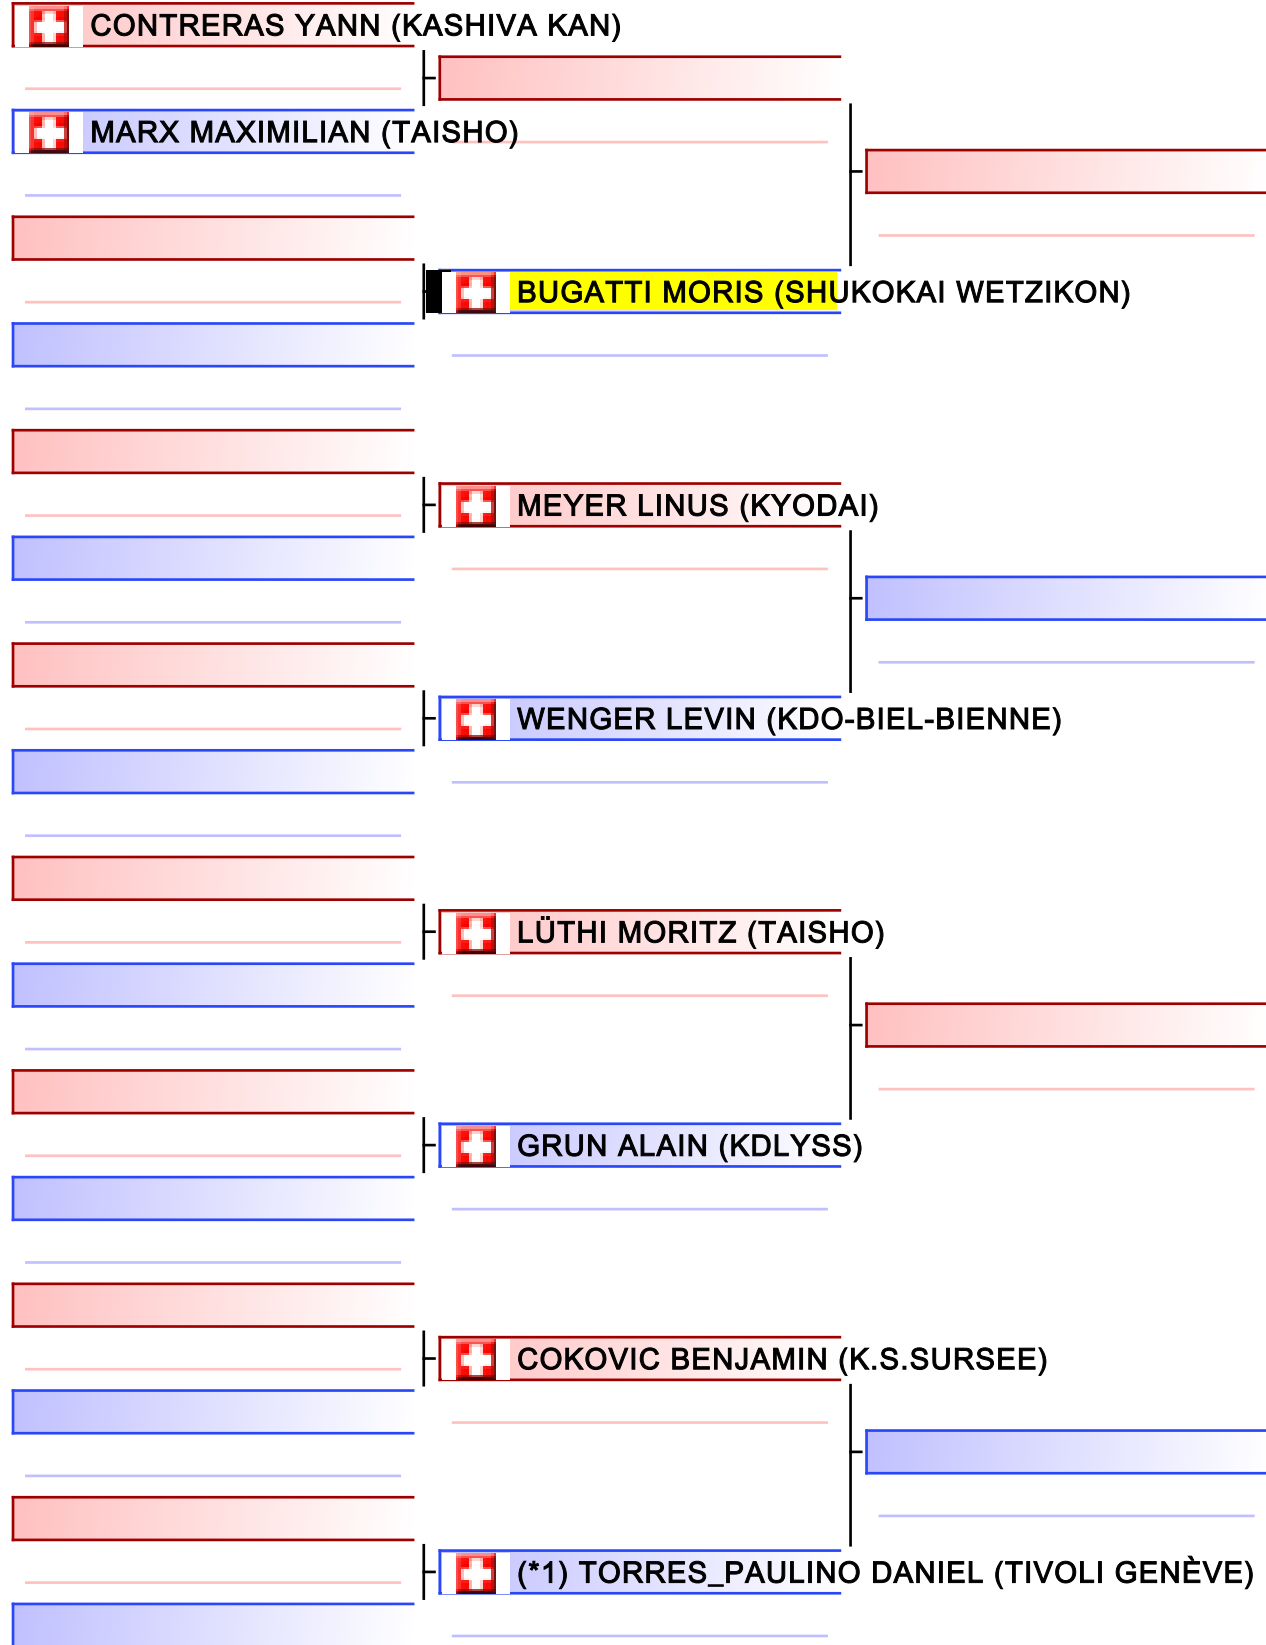 CONTRERAS YANN (KASHIVA KAN)
MARX MAXIMILIAN (TAISHO)
BUGATTI MORIS (SHUKOKAI WETZIKON)
MEYER LINUS (KYODAI)
WENGER LEVIN (KDO-BIEL-BIENNE)
LÜTHI MORITZ (TAISHO)
GRUN ALAIN (KDLYSS)
COKOVIC BENJAMIN (K.S.SURSEE)
(*1) TORRES_PAULINO DANIEL (TIVOLI GENÈVE)